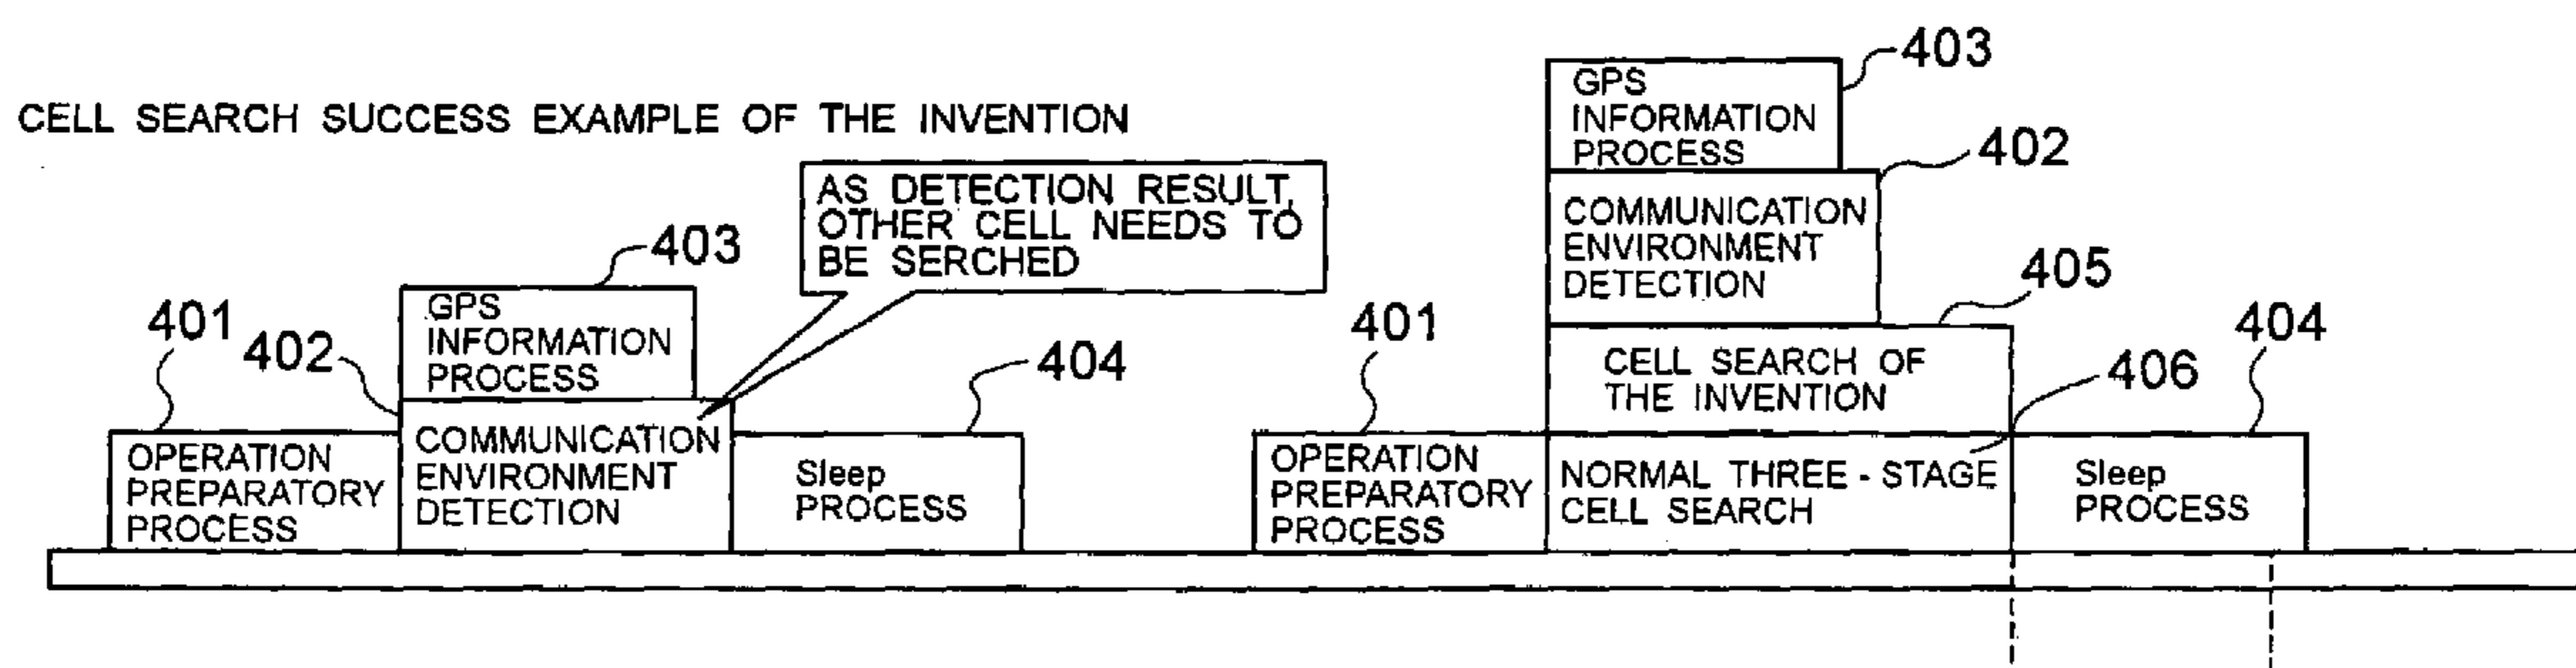 CELL SEARCH SUCCESS EXAMPLE OF THE INVENTION
AS DETECTION RESULT,
OTHER CELL NEEDS TO
BE SERCHED
403
GPS
INFORMATION
PROCESS
401
402
OPERATION
PREPARATORY
PROCESS
COMMUNICATION
ENVIRONMENT
DETECTION
404
Sleep
PROCESS
403
GPS
INFORMATION
PROCESS
402
COMMUNICATION
ENVIRONMENT
DETECTION
405
CELL SEARCH OF
THE INVENTION
401
OPERATION
PREPARATORY
PROCESS
406
NORMAL THREE-STAGE
CELL SEARCH
404
Sleep
PROCESS